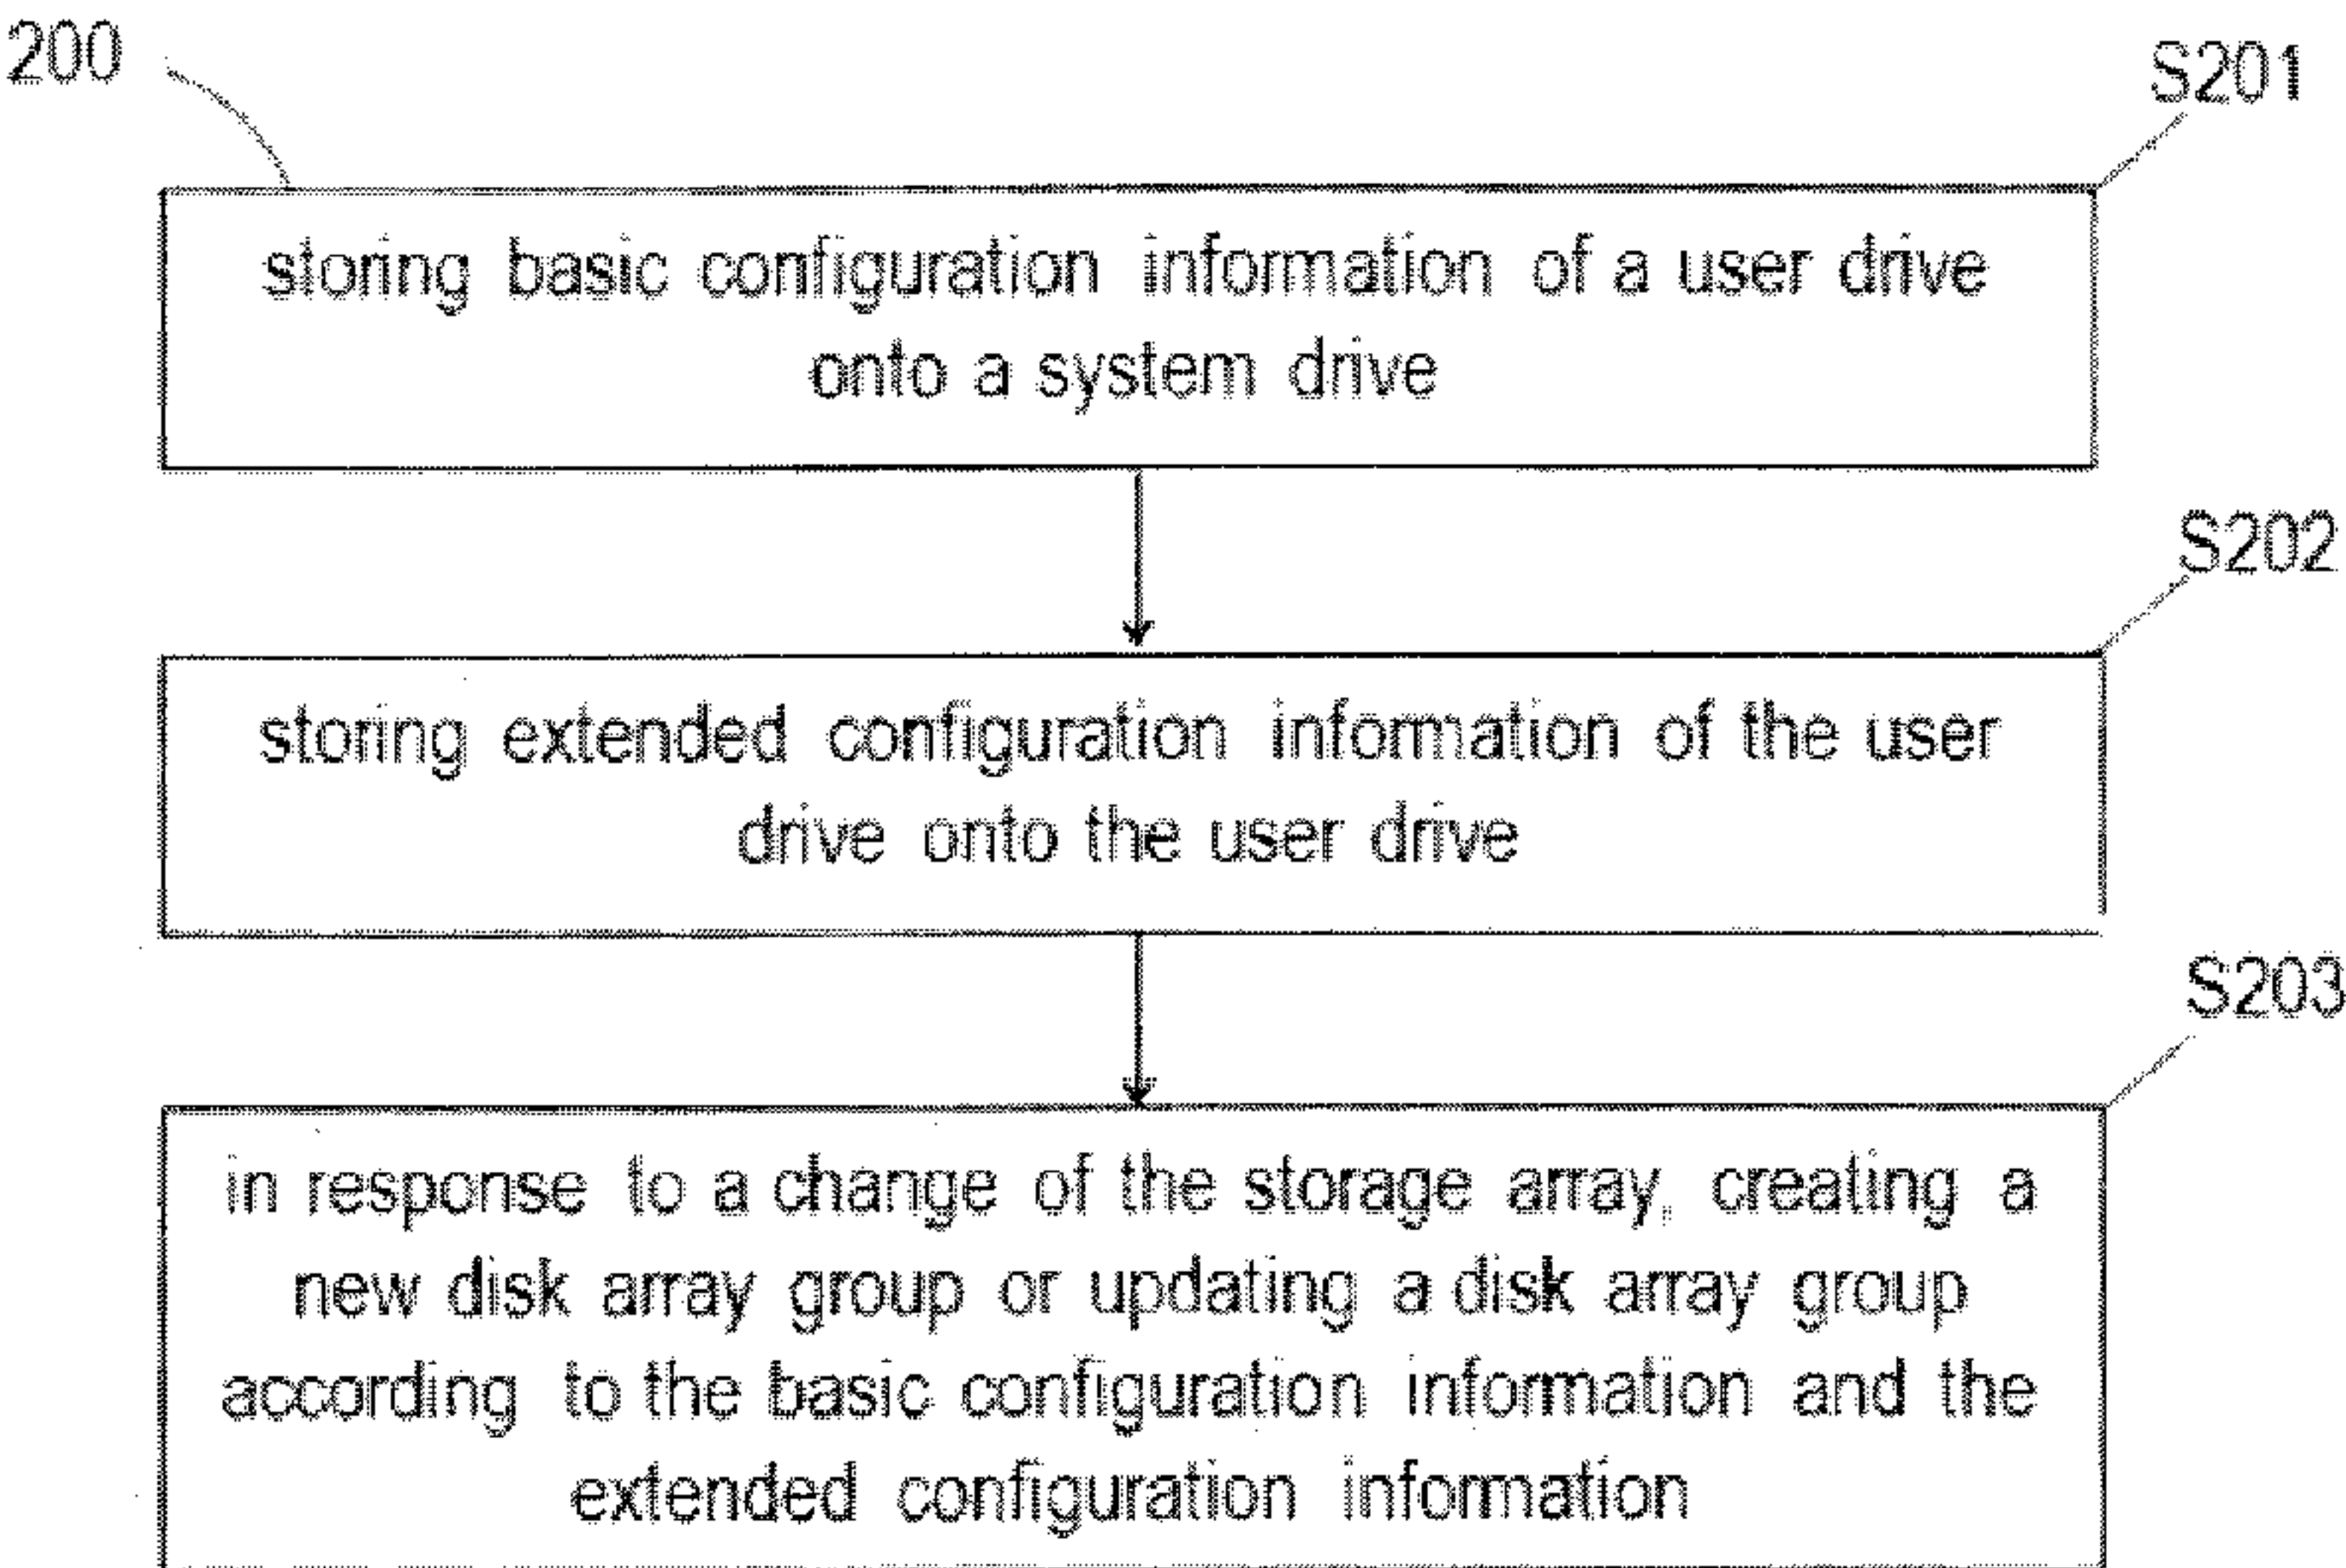 200
S201
storing basic configuration information of a user drive
onto a system drive
S202
storing extended configuration information of the user
drive onto the user drive
S203
in response to a change of the storage array, creating a
new disk array group or updating a disk array group
according to the basic configuration information and the
extended configuration information